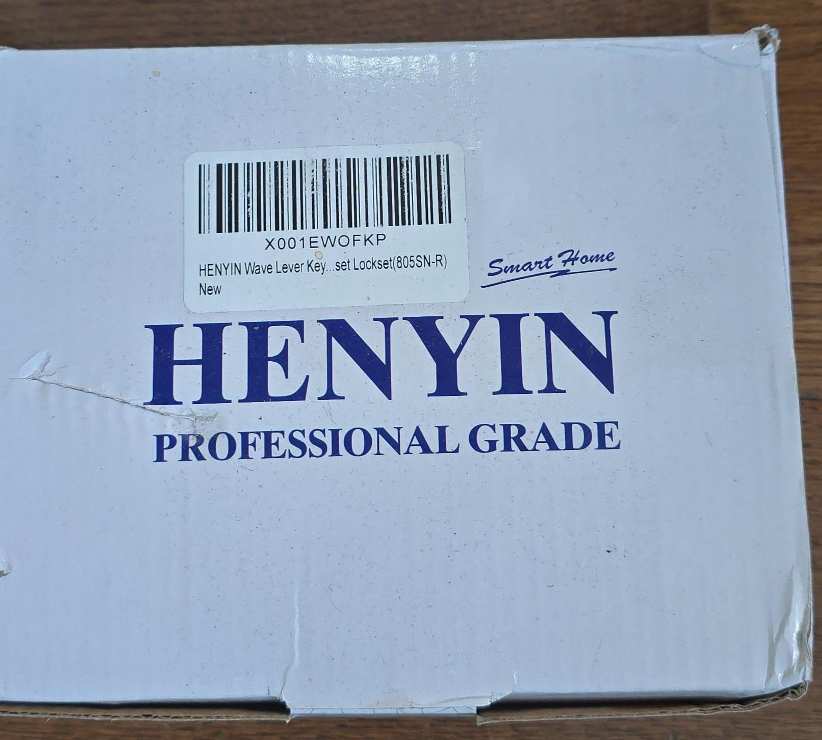 X001EWOFKP
HENYIN Wave Lever Key...set Lockset(805SN-R)
New
Smart Home
HENYIN
PROFESSIONAL GRADE